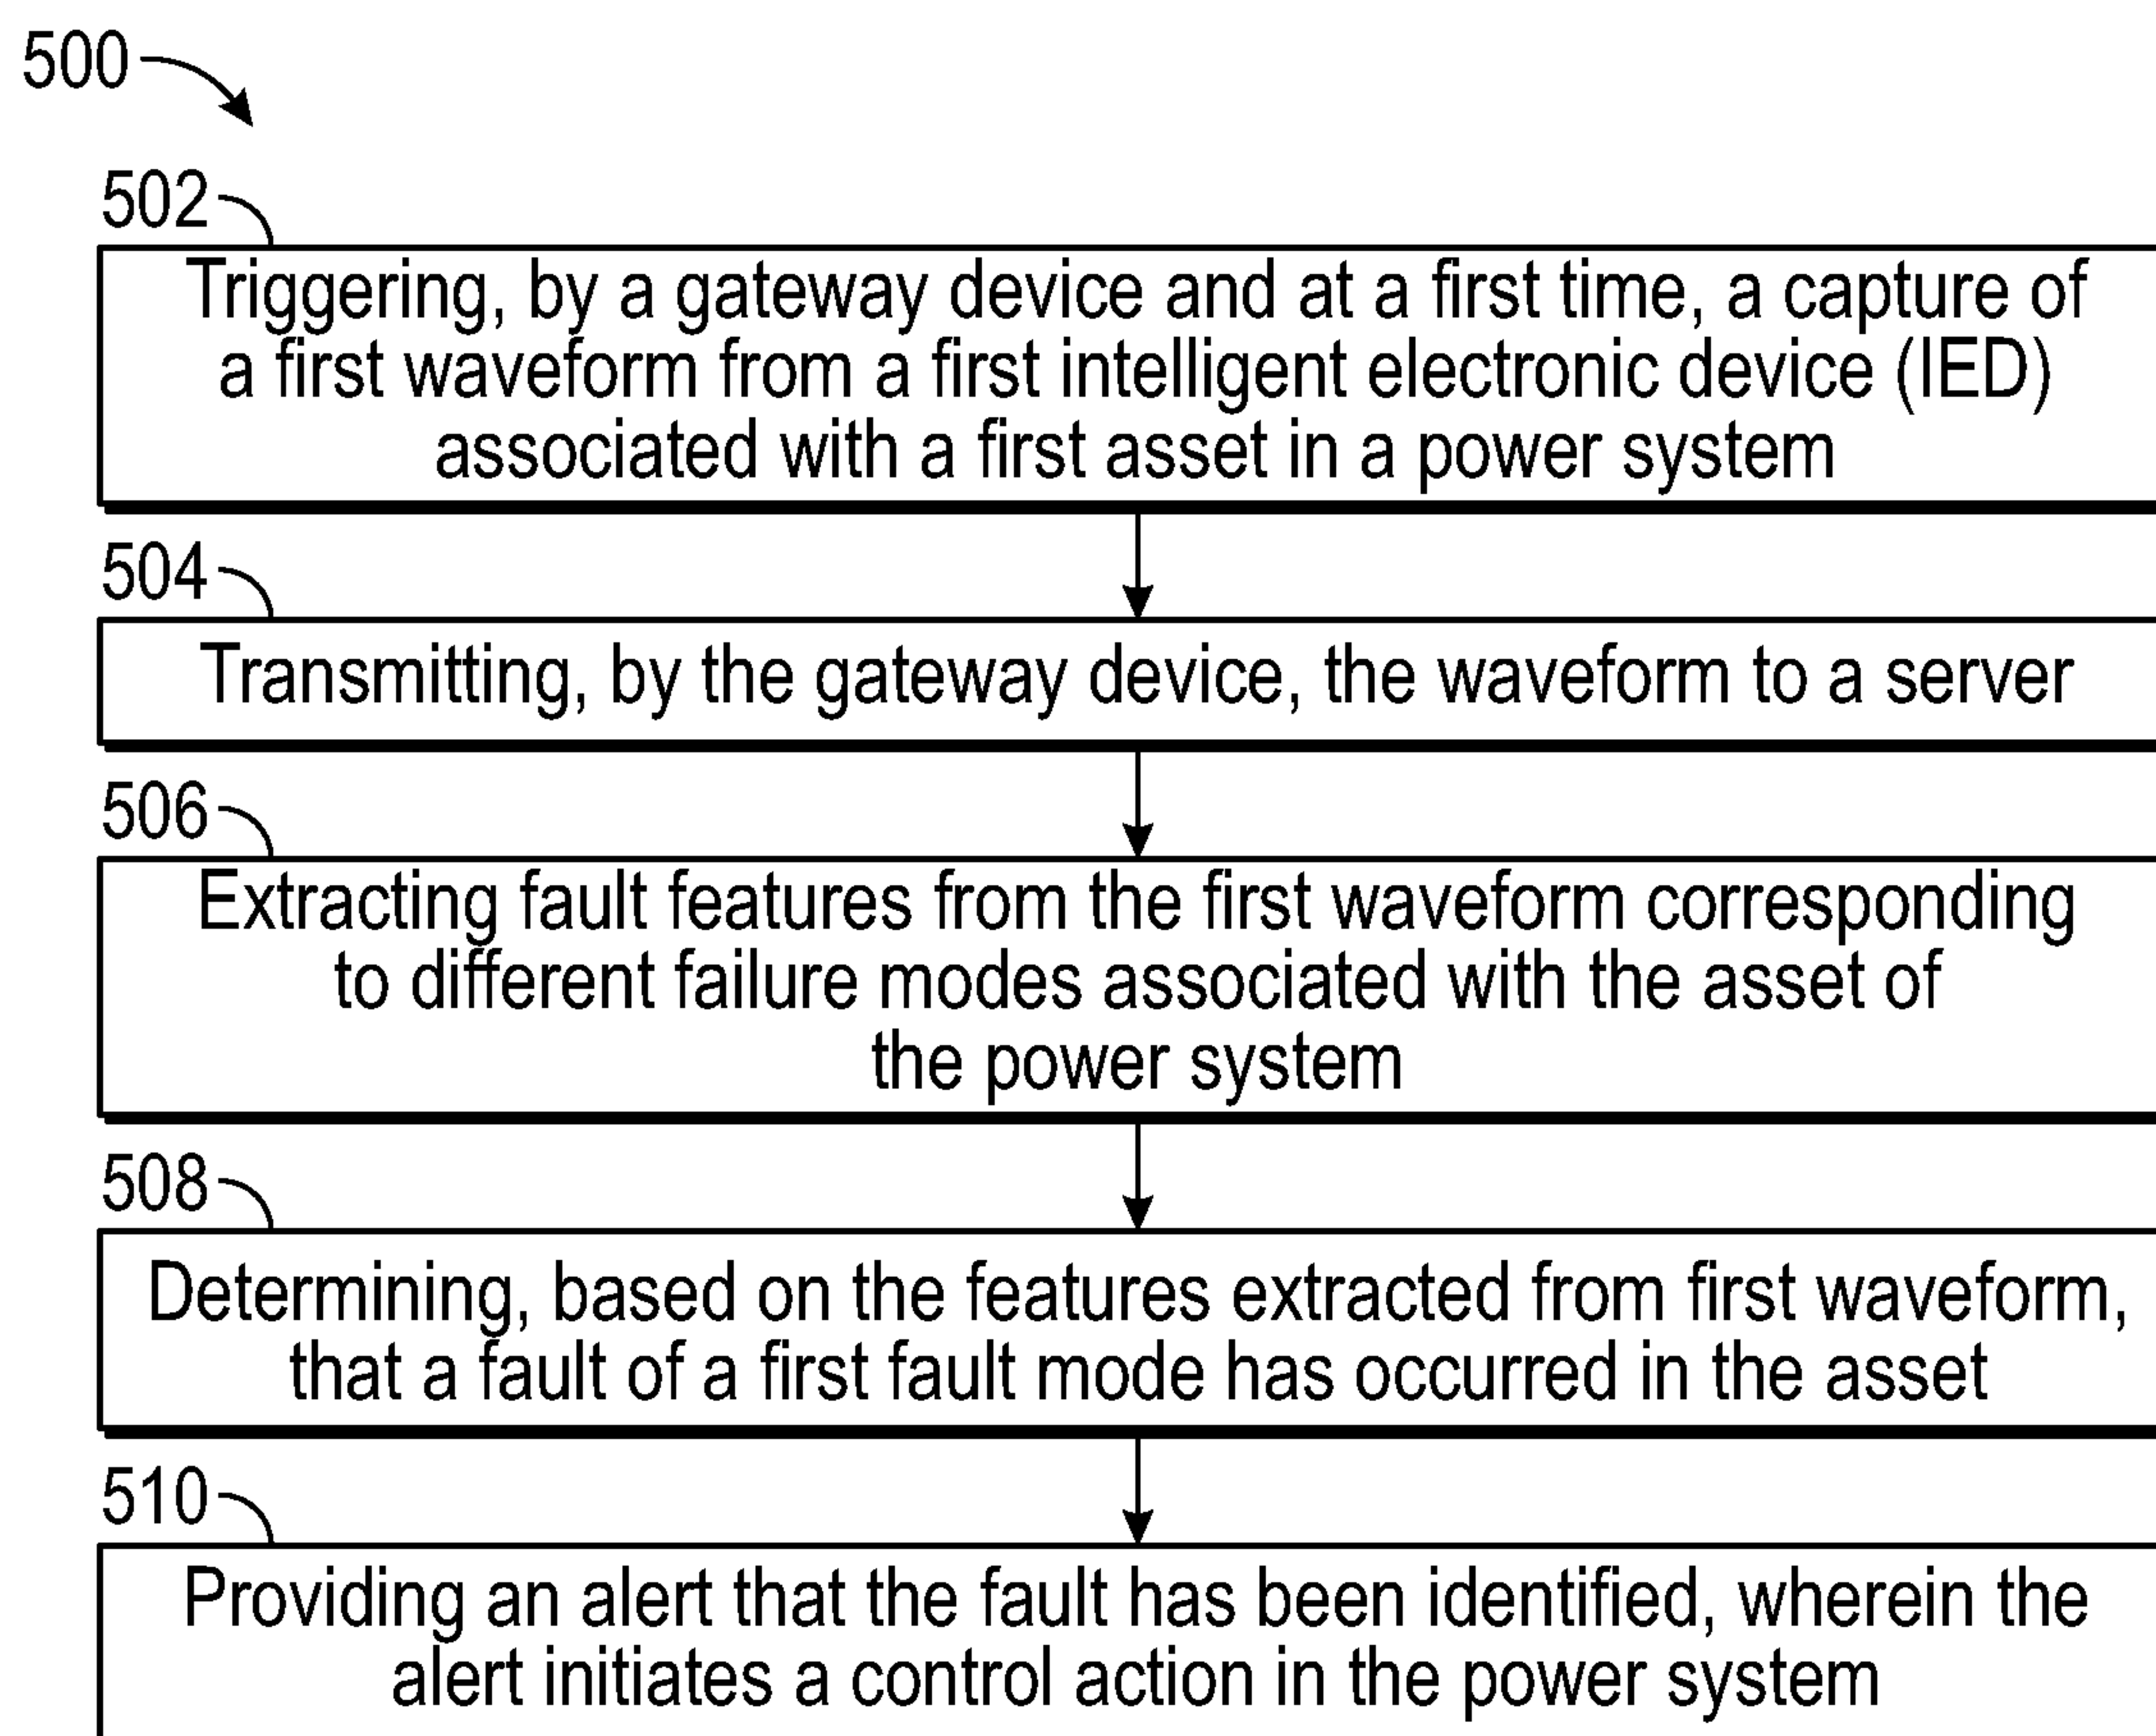 500
502
Triggering, by a gateway device and at a first time, a capture of
a first waveform from a first intelligent electronic device (IED)
associated with a first asset in a power system
504
Transmitting, by the gateway device, the waveform to a server
506
Extracting fault features from the first waveform corresponding
to different failure modes associated with the asset of
the power system
508
Determining, based on the features extracted from first waveform,
that a fault of a first fault mode has occurred in the asset
510
Providing an alert that the fault has been identified, wherein the
alert initiates a control action in the power system